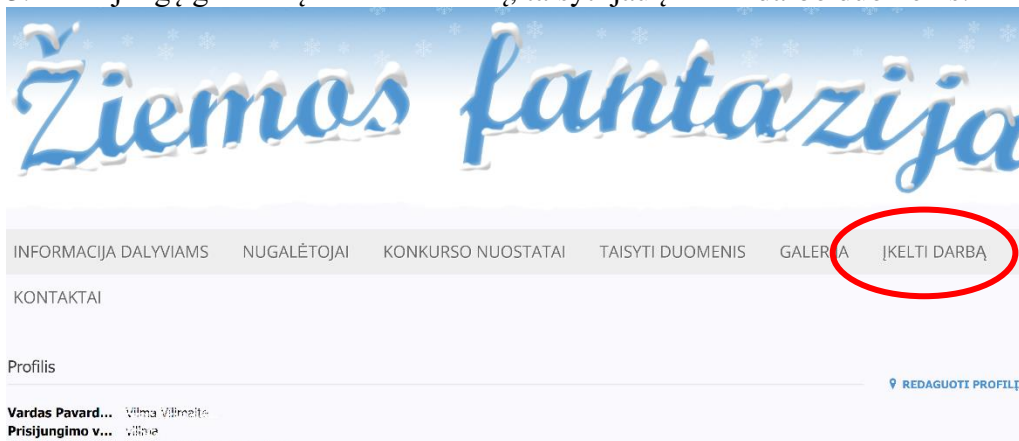 Žiemos fantazija
INFORMACIJA DALYVIAMS NUGALĖTOJAI KONKURSO NUOSTATAI TAISYTI DUOMENIS GALERIJA ĮKELTI DARBĄ
KONTAKTAI
Profilis
REDAGUOTI PROFILĮ
Vardas Pavard...
Prisijungimo v...